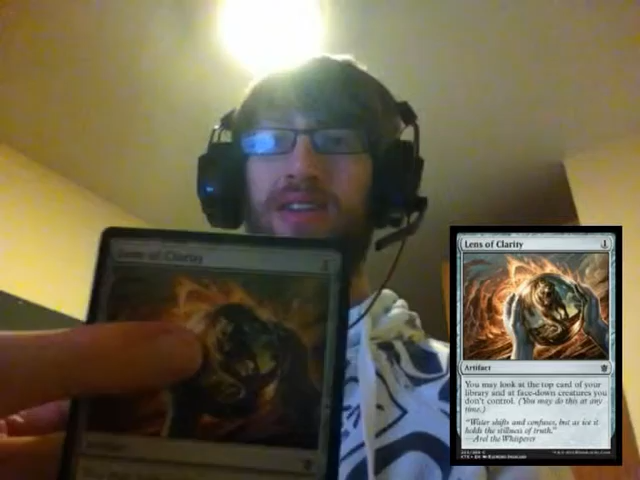 Lens of Clarity
Lens of Clarity 1
Artifact
You may look at the top card of your
library and at face-down creatures you
don't control. (You may do this at any
time.)
"Water shifts and confuses, but as ice it
holds the stillness of truth."
—Arel the Whisperer